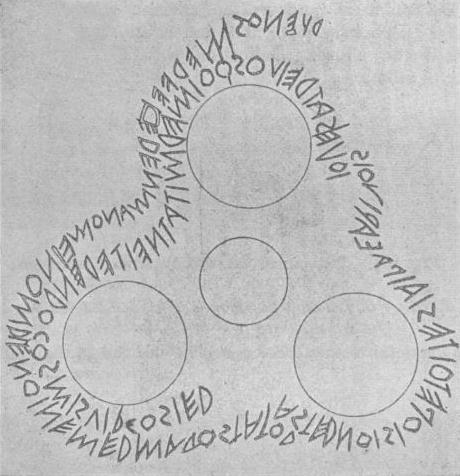 IOVESATDEIVOSQOIMEDMITATNEITEDENDOCOSMISVIRCOSIED
ASTEDNOISIOPETOITESIAIPACARIVOIS
DVENOSMEDFECEDENMANOMEINOMDVENOINEMEDMALOSTATOD